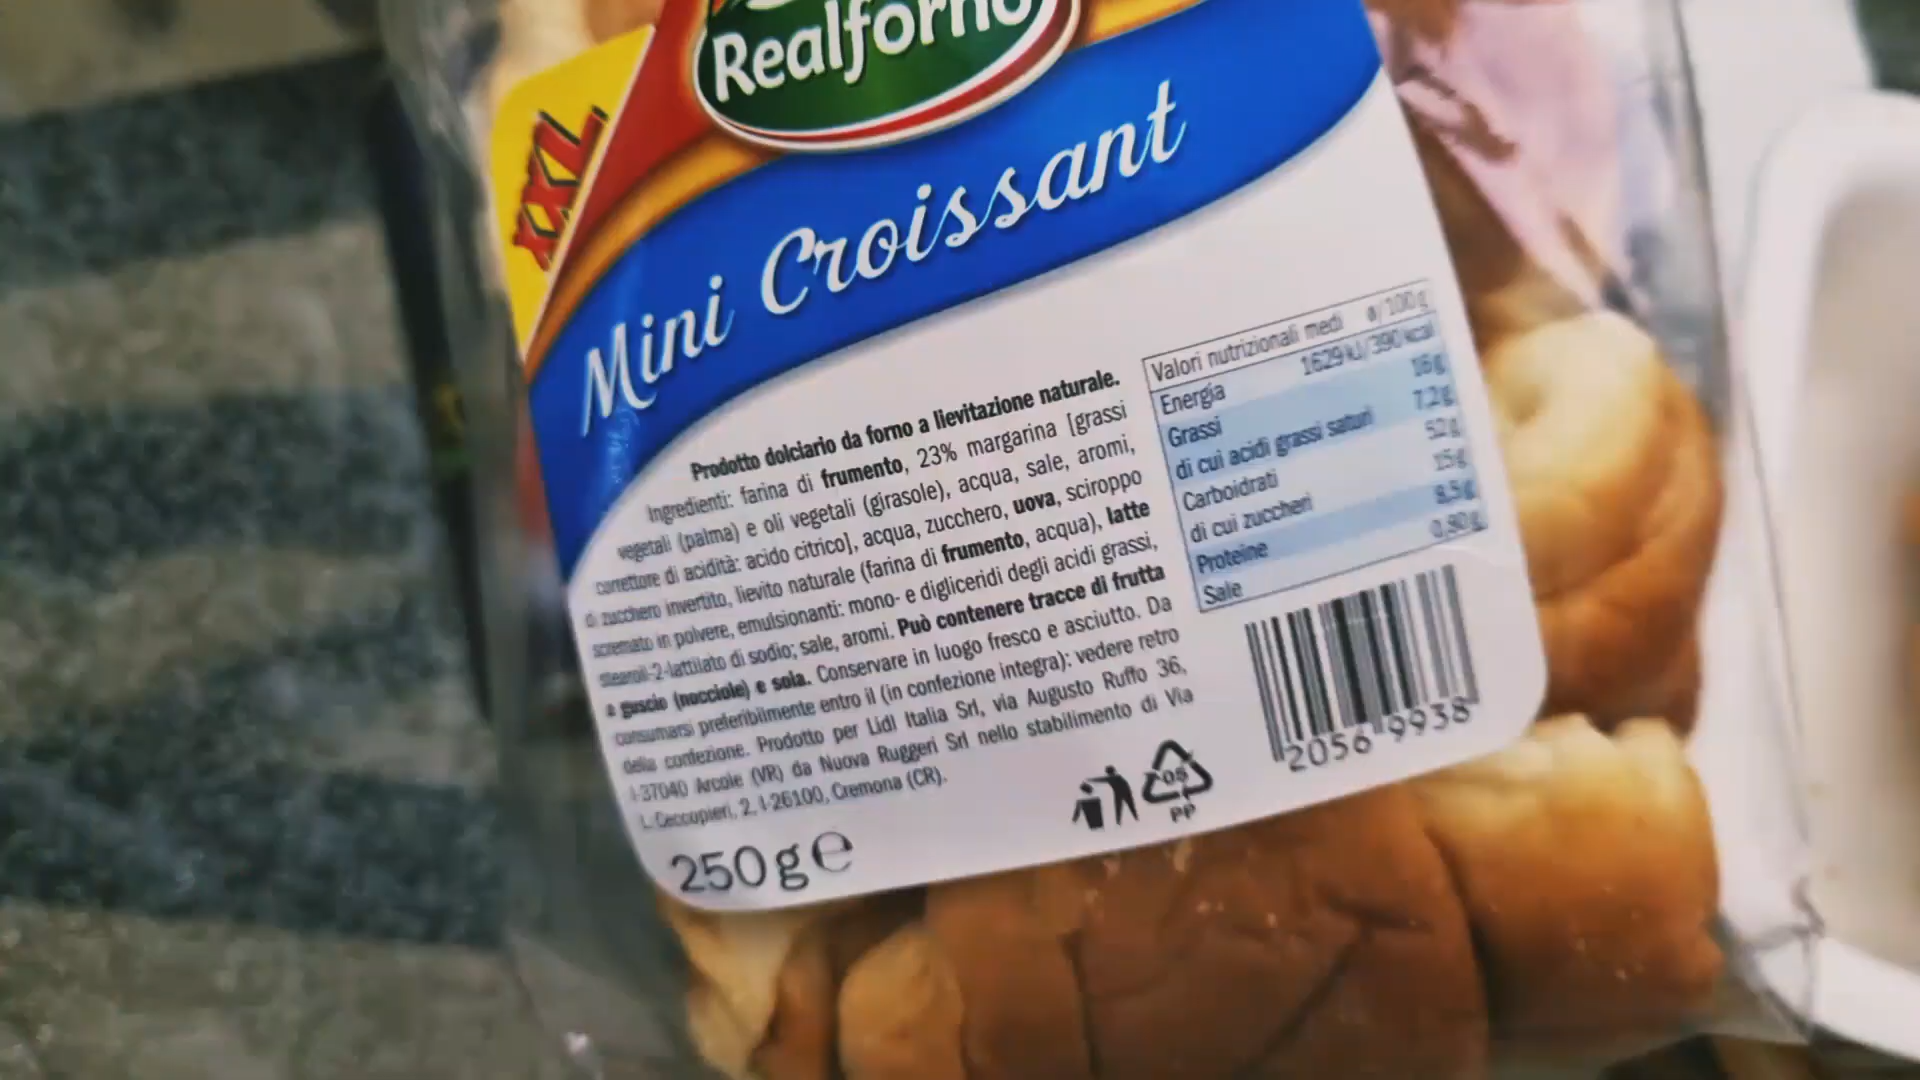 Realforno
XXL
Mini Croissant
Prodotto dolciario da forno a lievitazione naturale.
Ingredienti: farina di frumento, 23% margarina [grassi
vegetali (palma) e oli vegetali (girasole), acqua, sale, aromi,
correttore di acidità: acido citrico], acqua, zucchero, uova, sciroppo
di zucchero invertito, lievito naturale (farina di frumento, acqua), latte
scremato in polvere, emulsionanti: mono- e digliceridi degli acidi grassi,
stearoil-2-lattilato di sodio; sale, aromi. Può contenere tracce di frutta
a guscio (nocciole) e soia. Conservare in luogo fresco e asciutto. Da
consumarsi preferibilmente entro il (in confezione integra): vedere retro
della confezione. Prodotto per Lidl Italia Srl, via Augusto Ruffo 36,
I-37040 Arcole (VR) da Nuova Ruggeri Srl nello stabilimento di Via
L. Ceccopieri, 2, I-26100, Cremona (CR).
250g e
Valori nutrizionali medi ø/100g
Energia 1629 kJ/390 kcal
Grassi 16g
di cui acidi grassi saturi 7,2g
Carboidrati 52g
di cui zuccheri 15g
Proteine 8,5g
Sale 0,90g
05
PP
2056 9938